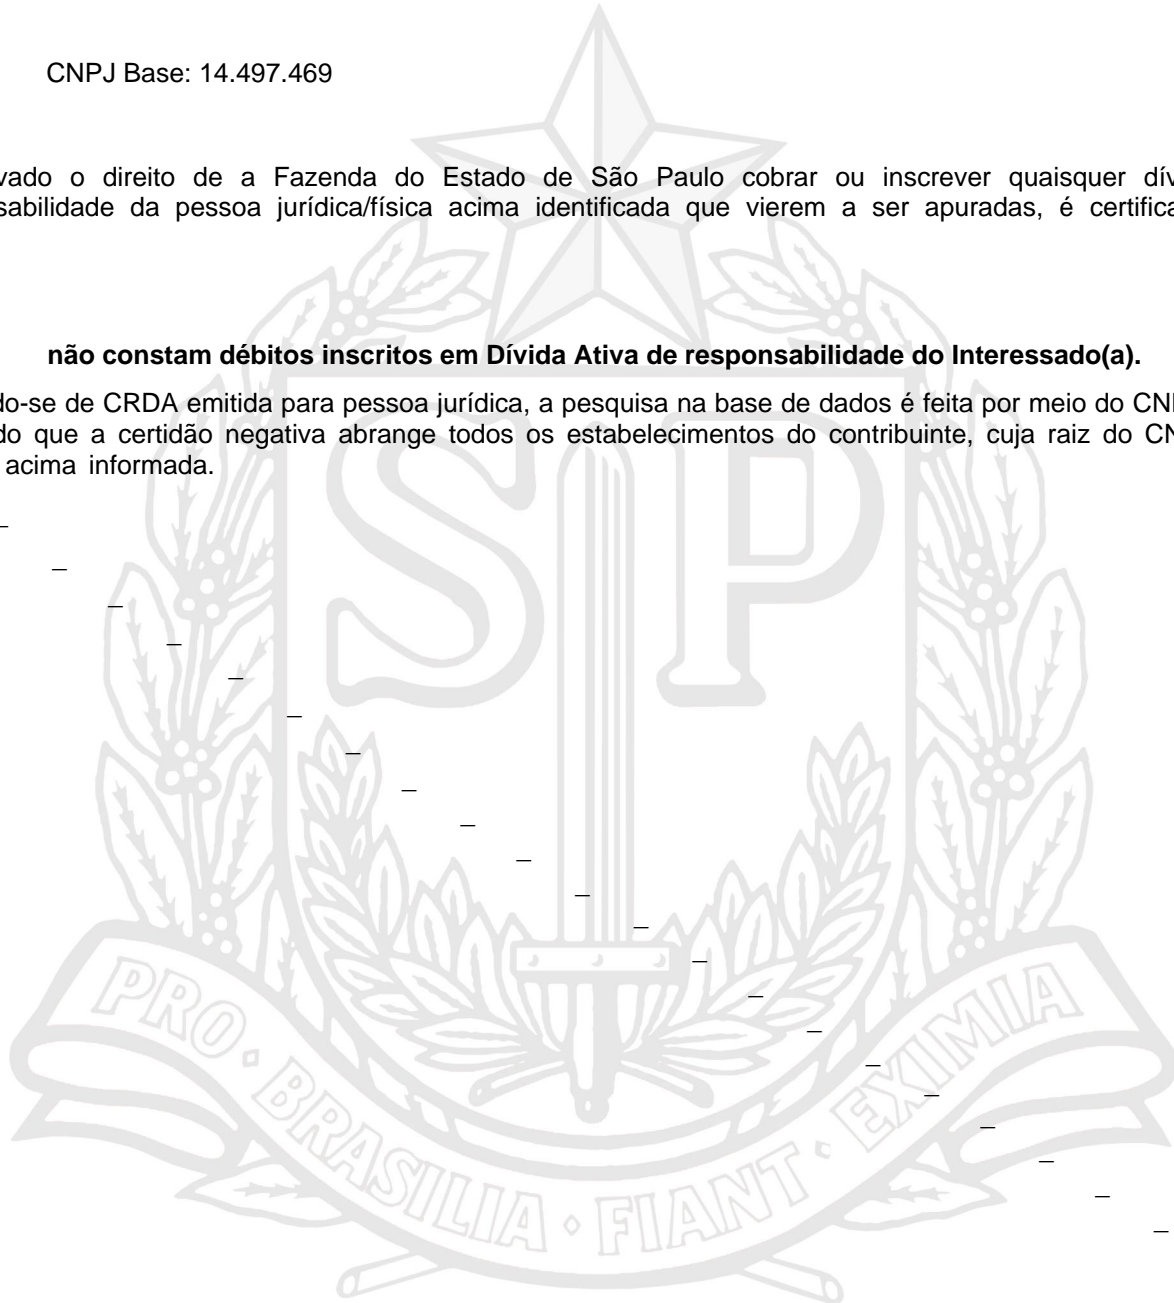 CNPJ Base: 14.497.469
vado o direito de a Fazenda do Estado de São Paulo cobrar ou inscrever quaisquer dív
sabilidade da pessoa jurídica/física acima identificada que vierem a ser apuradas, é certifica
não constam débitos inscritos em Dívida Ativa de responsabilidade do Interessado(a).
do-se de CRDA emitida para pessoa jurídica, a pesquisa na base de dados é feita por meio do CN
do que a certidão negativa abrange todos os estabelecimentos do contribuinte, cuja raiz do CN
acima informada.
SP
PRO • BRASILIA • FIANT • EXIMIA